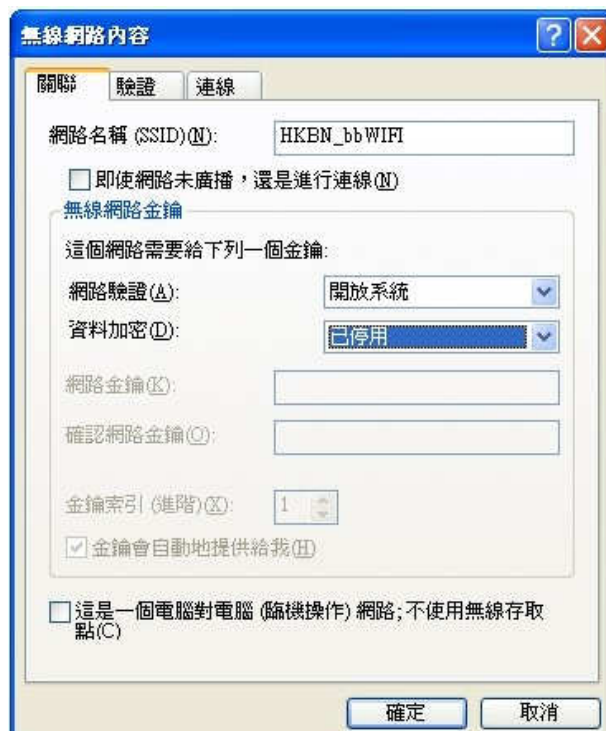 無線網路內容
關聯 驗證 連線
網路名稱 (SSID)(N): HKBN_bbWIFI
即使網路未廣播，還是進行連線(N)
無線網路金鑰
這個網路需要給下列一個金鑰:
網路驗證(A): 開放系統
資料加密(D): 已停用
網路金鑰(K):
確認網路金鑰(O):
金鑰索引 (進階)(X): 1
金鑰會自動地提供給我(H)
這是一個電腦對電腦 (臨機操作) 網路;不使用無線存取
點(C)
確定 取消